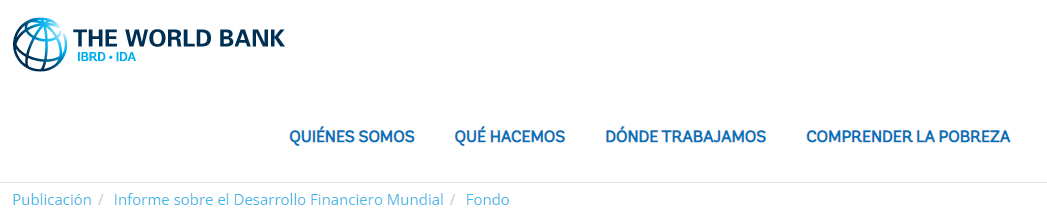 THE WORLD BANK
IBRD • IDA
QUIÉNES SOMOS QUÉ HACEMOS DÓNDE TRABAJAMOS COMPRENDER LA POBREZA
Publicación / Informe sobre el Desarrollo Financiero Mundial / Fondo